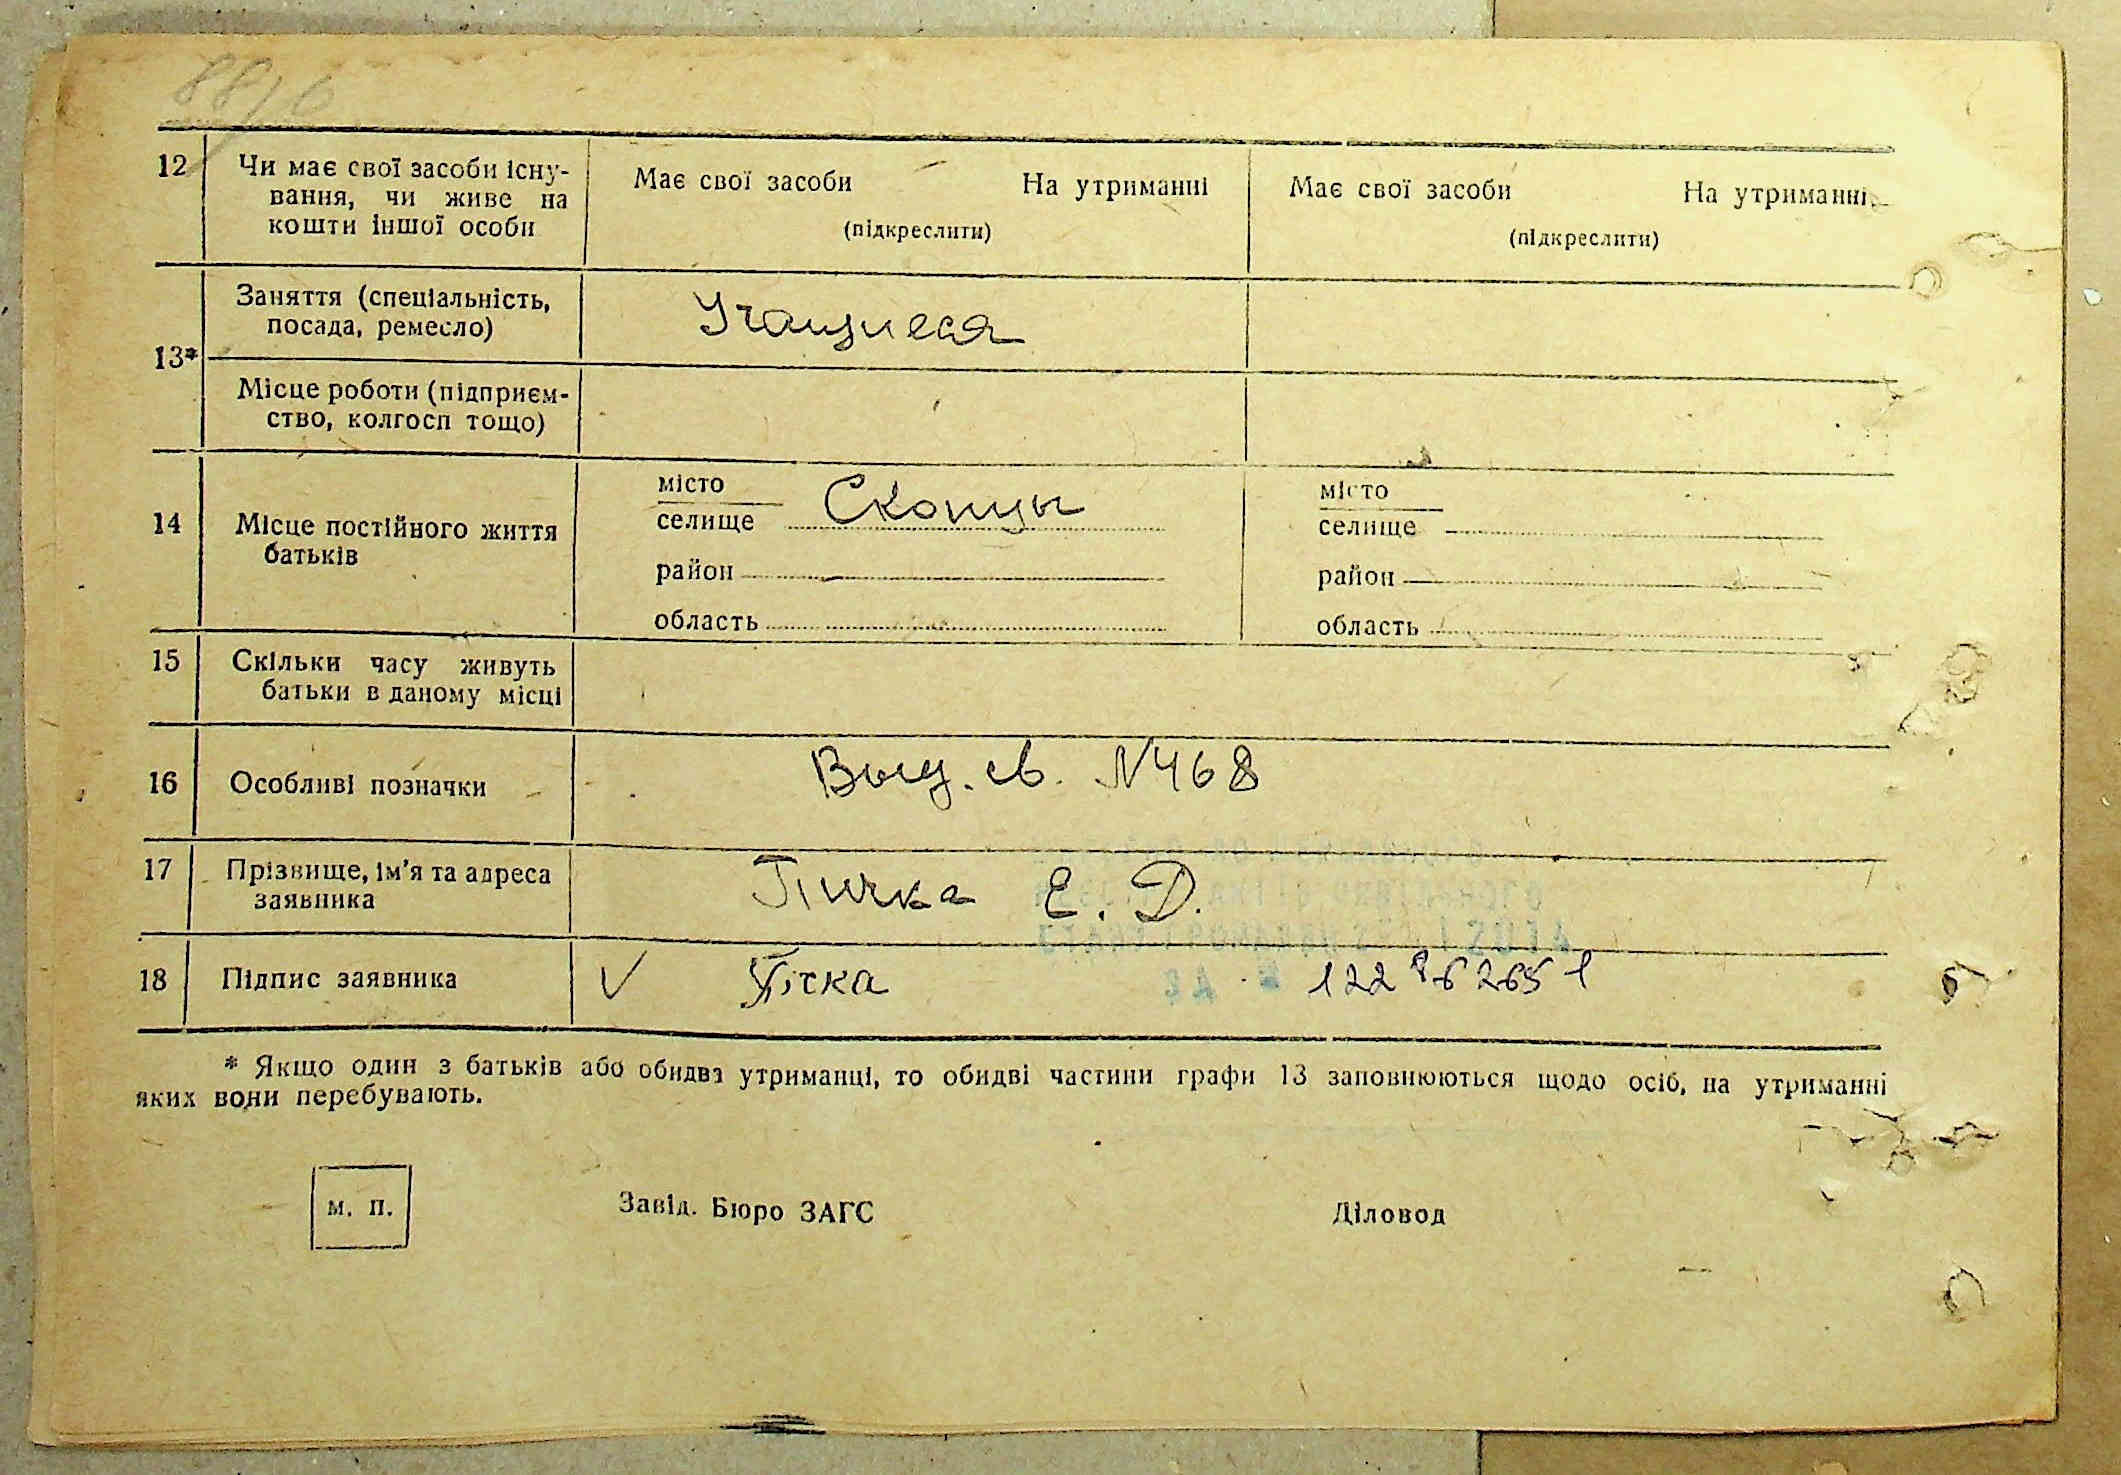 88/6
12 Чи має свої засоби існу-
вання, чи живе на
кошти іншої особи
Має свої засоби На утриманні
(підкреслити)
Має свої засоби На утриманні
(підкреслити)
13*
Заняття (спеціальність,
посада, ремесло)
Учащиеся
Місце роботи (підприєм-
ство, колгосп тощо)
14 Місце постійного життя
батьків
місто
селище Скопцы
район
область
місто
селище
район
область
15 Скільки часу живуть
батьки в даному місці
16 Особливі позначки Выд. св. №468
17 Прізвище, ім'я та адреса
заявника
Пичка Е. Д.
18 Підпис заявника V Пічка
* Якщо один з батьків або обидва утриманці, то обидві частини графи 13 заповнюються щодо осіб, на утриманні
яких вони перебувають.
м. п. Завід. Бюро ЗАГС Діловод